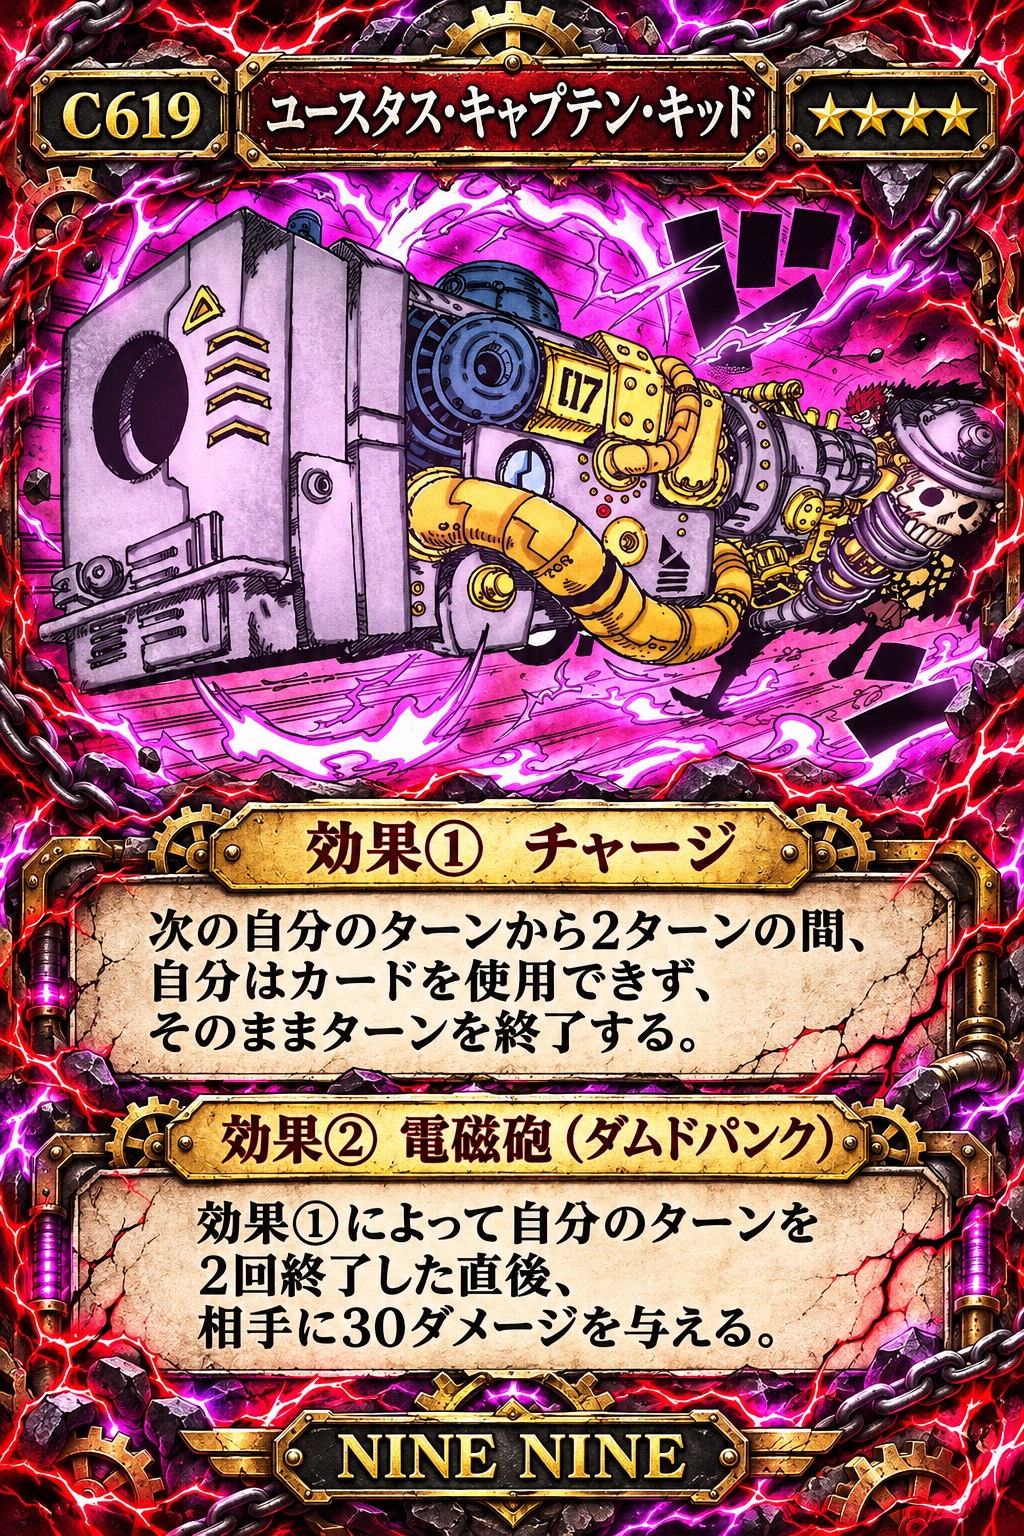 C619
ユースタス・キャプテン・キッド
★★★★
ド
017
効果① チャージ
次の自分のターンから2ターンの間、
自分はカードを使用できず、
そのままターンを終了する。
効果② 電磁砲(ダムドパンク)
効果①によって自分のターンを
2回終了した直後、
相手に30ダメージを与える。
NINE NINE